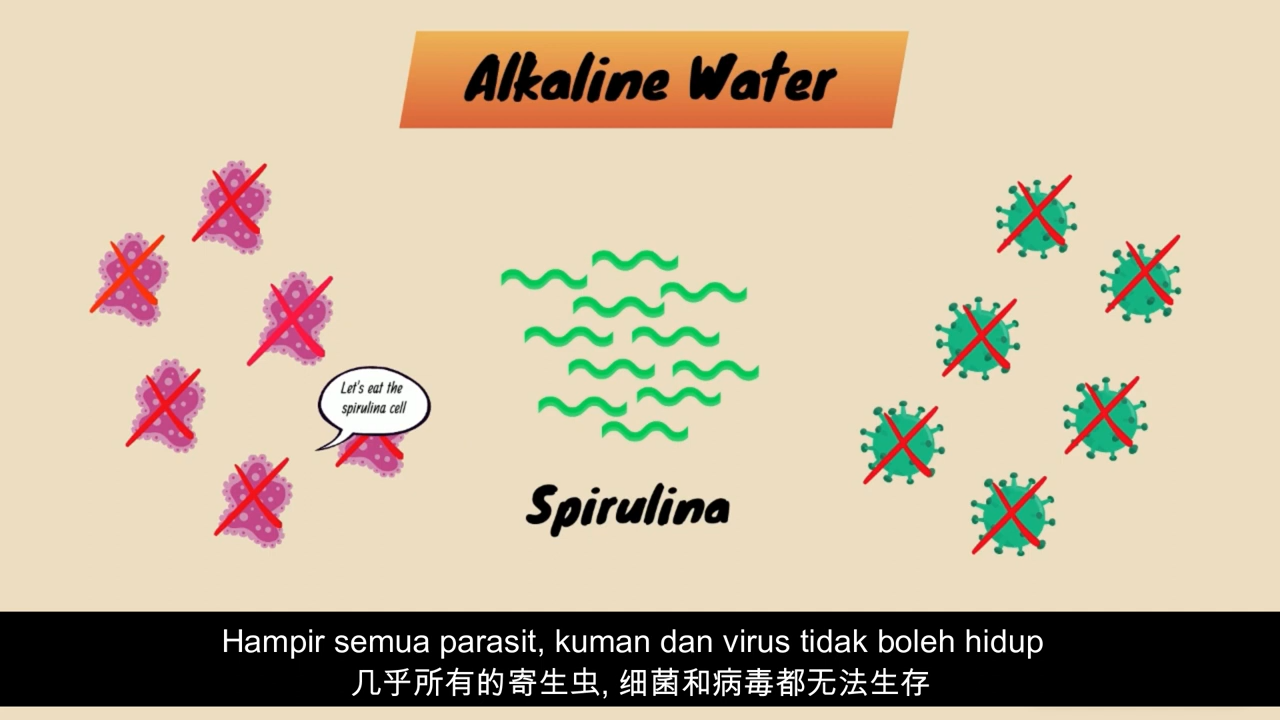 Alkaline Water
Let's eat the
spirulina cell
Spirulina
Hampir semua parasit, kuman dan virus tidak boleh hidup
几乎所有的寄生虫, 细菌和病毒都无法生存